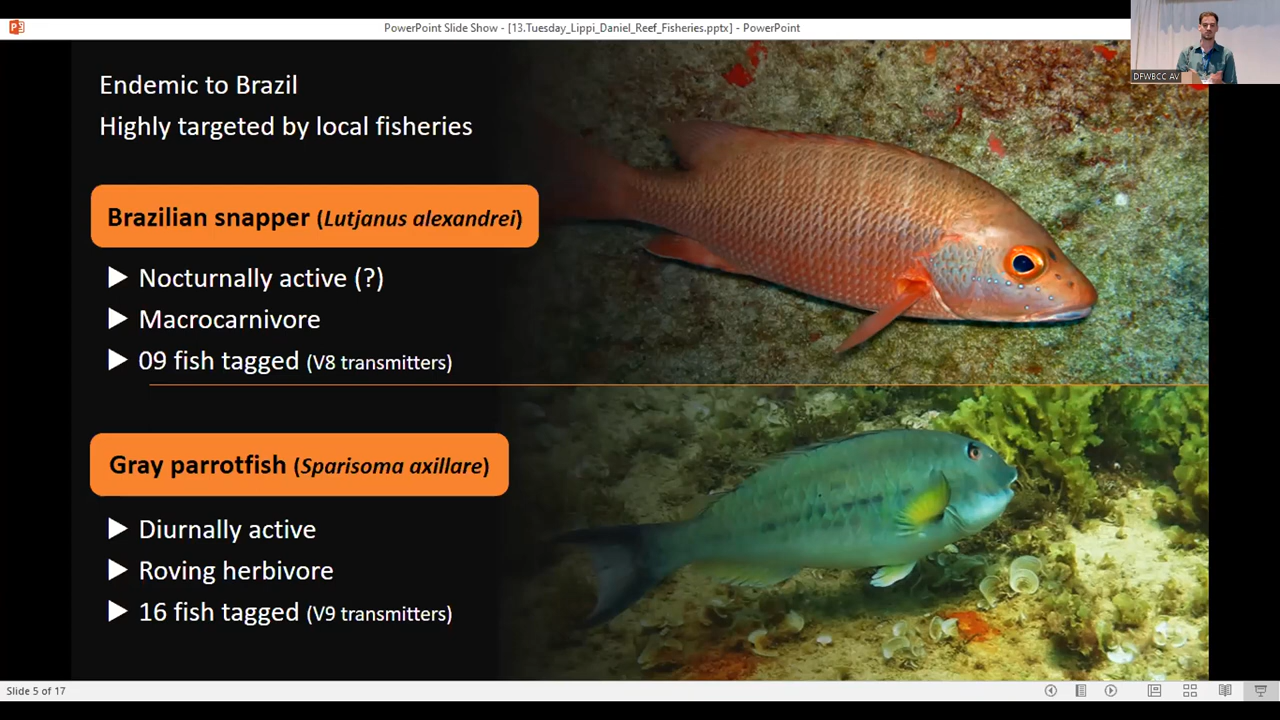 PowerPoint Slide Show - [13.Tuesday_Lippi_Daniel_Reef_Fisheries.pptx] - PowerPoint
DFWBCC AV
Endemic to Brazil
Highly targeted by local fisheries
Brazilian snapper (Lutjanus alexandrei)
Nocturnally active (?)
Macrocarnivore
09 fish tagged (V8 transmitters)
Gray parrotfish (Sparisoma axillare)
Diurnally active
Roving herbivore
16 fish tagged (V9 transmitters)
Slide 5 of 17